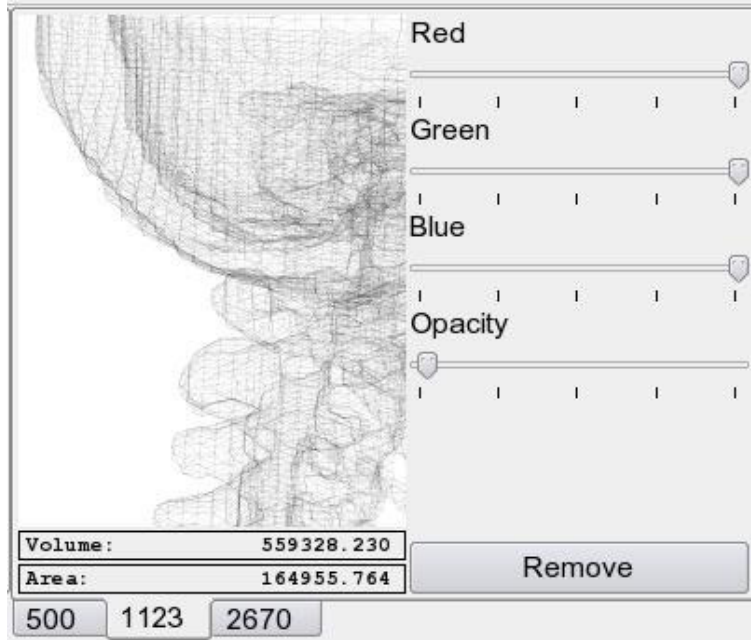 Red
Green
Blue
Opacity
Volume: 559328.230
Area: 164955.764
Remove
500 1123 2670